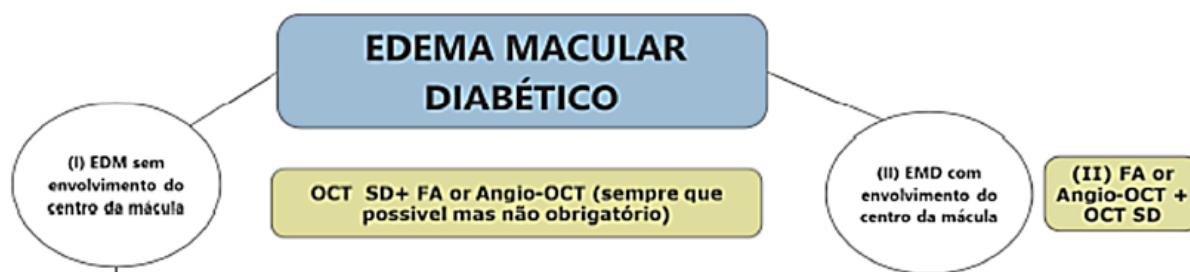 EDEMA MACULAR
DIABÉTICO
(I) EDM sem
envolvimento do
centro da mácula
OCT SD+ FA or Angio-OCT (sempre que
possivel mas não obrigatório)
(II) EMD com
envolvimento do
centro da mácula
(II) FA or
Angio-OCT +
OCT SD